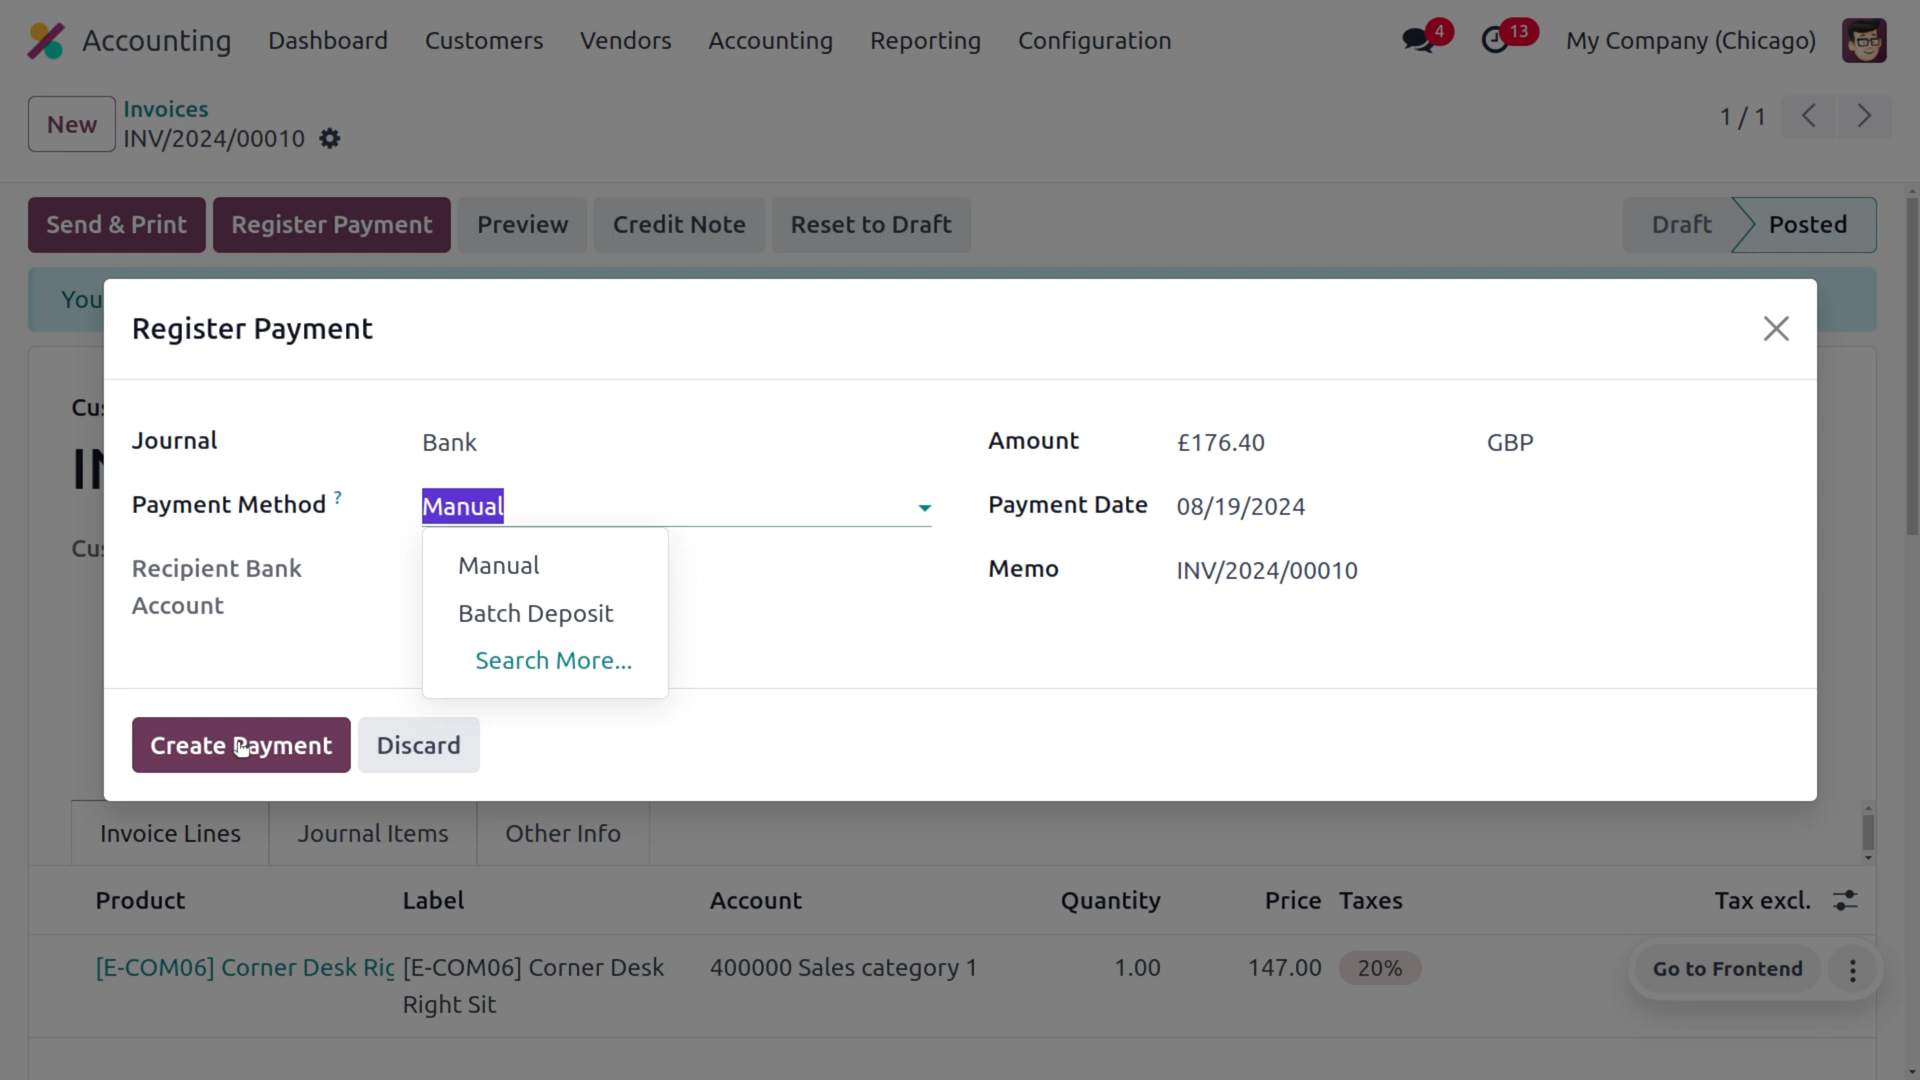 Accounting Dashboard Customers Vendors Accounting Reporting Configuration 4 13 My Company (Chicago)
New Invoices 1 / 1
INV/2024/00010
Send & Print Register Payment Preview Credit Note Reset to Draft Draft Posted
You
Register Payment
Journal Bank Amount £176.40 GBP
Payment Method ? Manual Payment Date 08/19/2024
Manual
Recipient Bank Account Memo INV/2024/00010
Batch Deposit
Search More...
Create Payment Discard
Invoice Lines Journal Items Other Info
Product Label Account Quantity Price Taxes Tax excl.
[E-COM06] Corner Desk Ric [E-COM06] Corner Desk 400000 Sales category 1 1.00 147.00 20% Go to Frontend
Right Sit